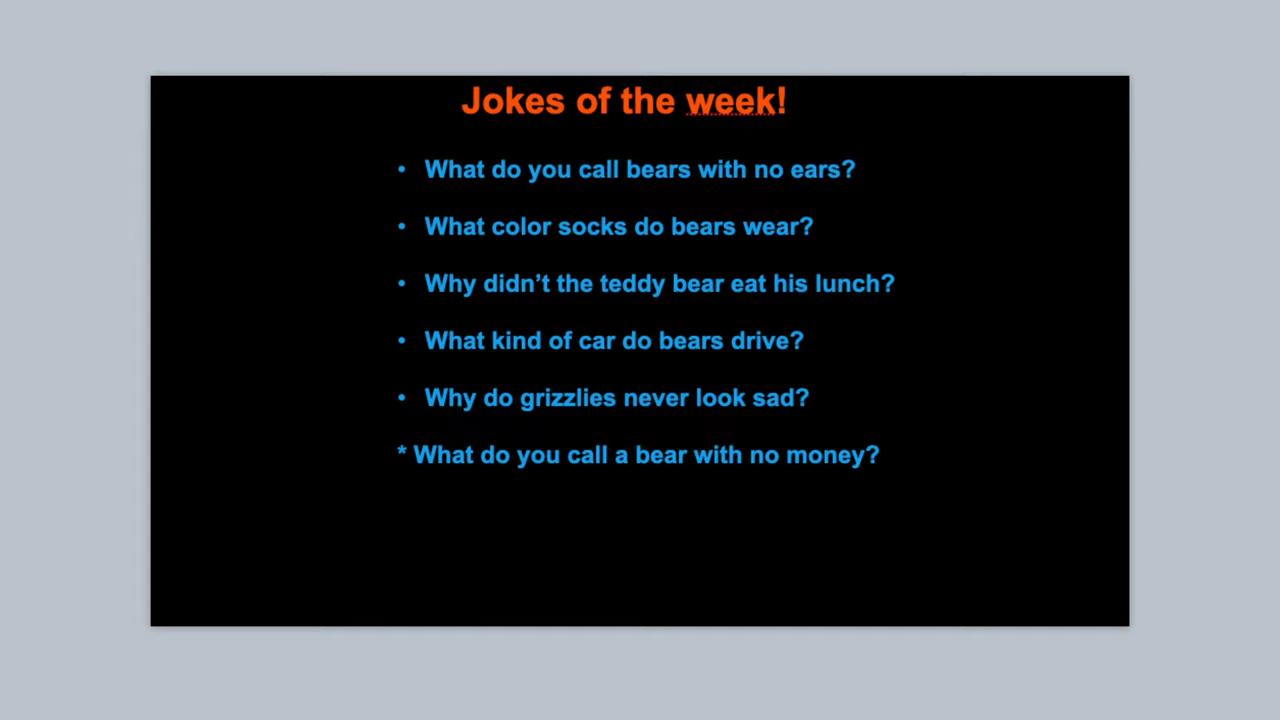 Jokes of the week!
• What do you call bears with no ears?
• What color socks do bears wear?
• Why didn’t the teddy bear eat his lunch?
• What kind of car do bears drive?
• Why do grizzlies never look sad?
* What do you call a bear with no money?